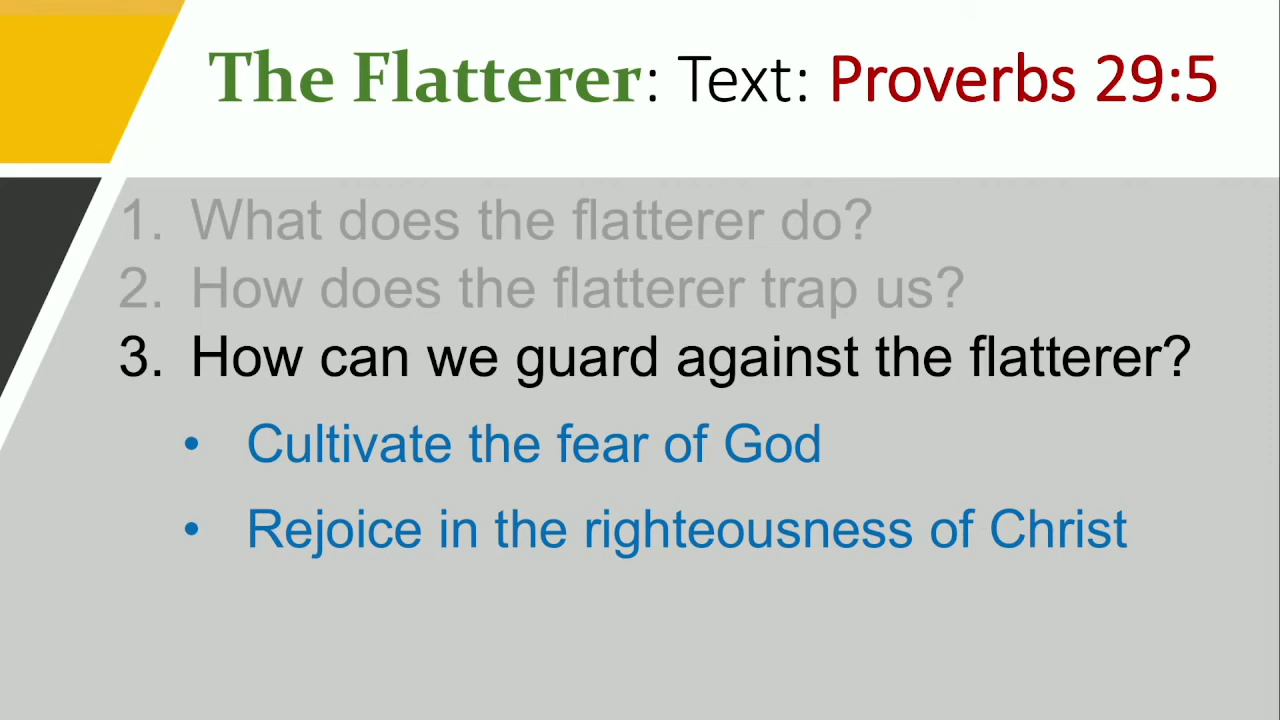 The Flatterer: Text: Proverbs 29:5
1. What does the flatterer do?
2. How does the flatterer trap us?
3. How can we guard against the flatterer?
• Cultivate the fear of God
• Rejoice in the righteousness of Christ